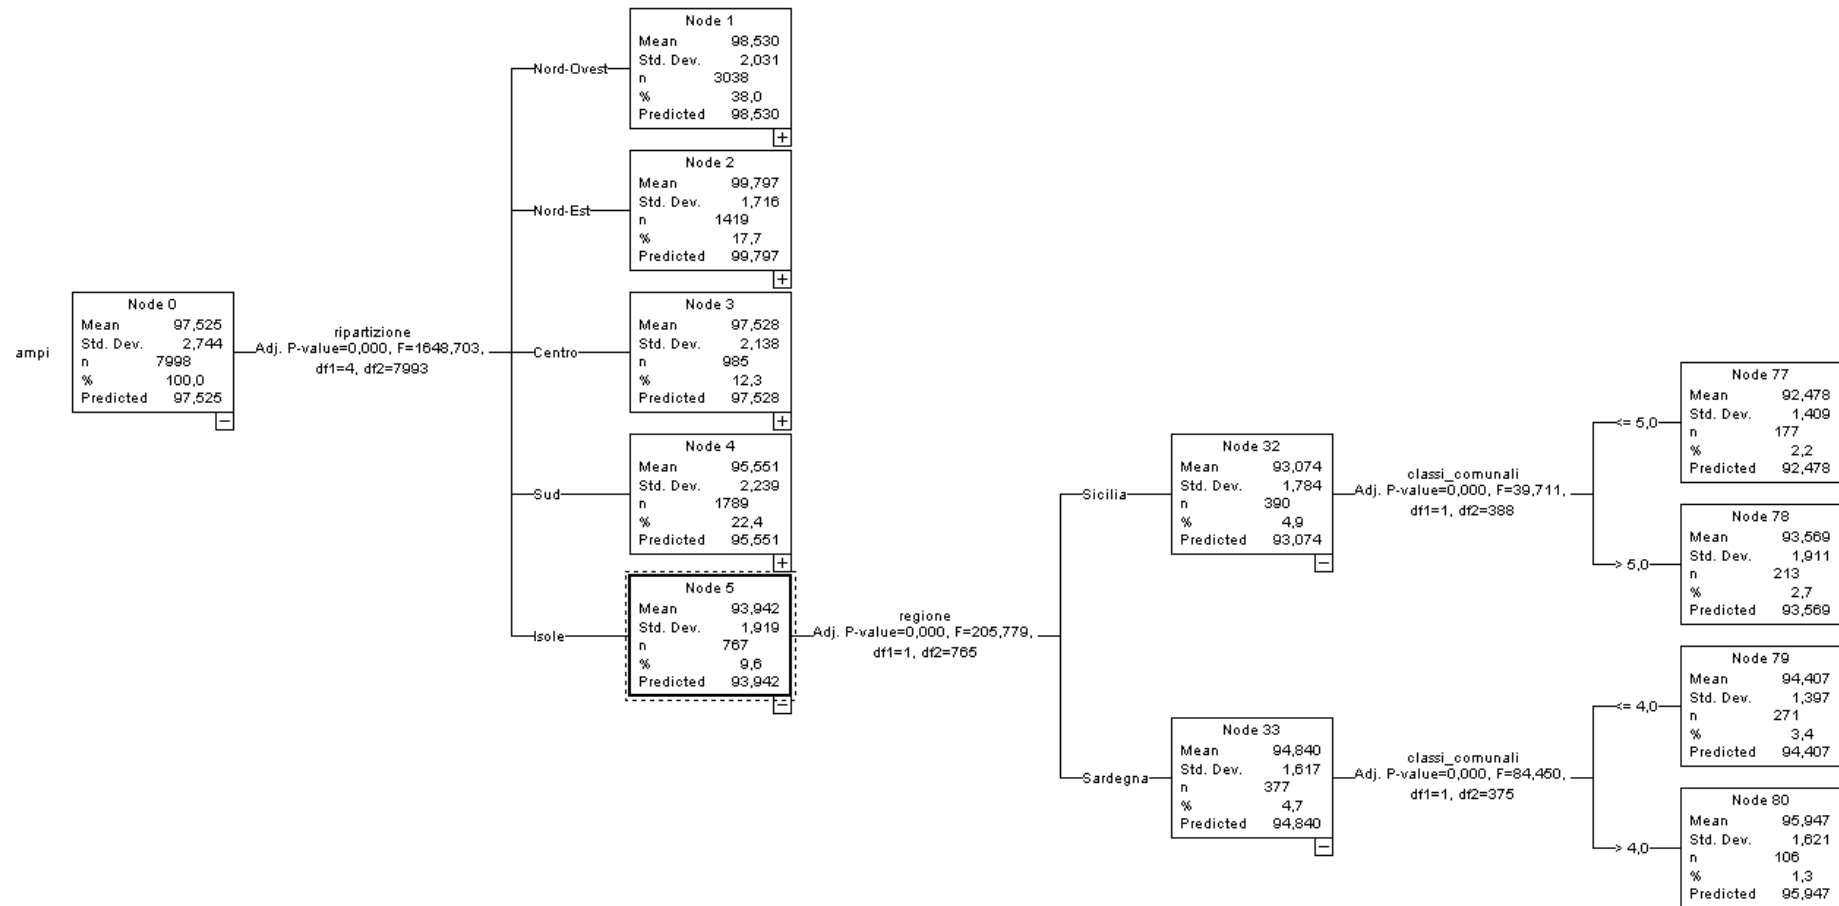 ampi
Node 0
Mean 97,525
Std. Dev. 2,744
n 7998
% 100,0
Predicted 97,525
ripartizione
Adj. P-value=0,000, F=1648,703,
df1=4, df2=7993
Nord-Ovest
Node 1
Mean 98,530
Std. Dev. 2,031
n 3038
% 38,0
Predicted 98,530
Nord-Est
Node 2
Mean 99,797
Std. Dev. 1,716
n 1419
% 17,7
Predicted 99,797
Centro
Node 3
Mean 97,528
Std. Dev. 2,138
n 985
% 12,3
Predicted 97,528
Sud
Node 4
Mean 95,551
Std. Dev. 2,239
n 1789
% 22,4
Predicted 95,551
Isole
Node 5
Mean 93,942
Std. Dev. 1,919
n 767
% 9,6
Predicted 93,942
regione
Adj. P-value=0,000, F=205,779,
df1=1, df2=765
Sicilia
Node 32
Mean 93,074
Std. Dev. 1,784
n 390
% 4,9
Predicted 93,074
classi_comunali
Adj. P-value=0,000, F=39,711,
df1=1, df2=388
<= 5,0
Node 77
Mean 92,478
Std. Dev. 1,409
n 177
% 2,2
Predicted 92,478
> 5,0
Node 78
Mean 93,569
Std. Dev. 1,911
n 213
% 2,7
Predicted 93,569
Sardegna
Node 33
Mean 94,840
Std. Dev. 1,617
n 377
% 4,7
Predicted 94,840
classi_comunali
Adj. P-value=0,000, F=84,450,
df1=1, df2=375
<= 4,0
Node 79
Mean 94,407
Std. Dev. 1,397
n 271
% 3,4
Predicted 94,407
> 4,0
Node 80
Mean 95,947
Std. Dev. 1,621
n 106
% 1,3
Predicted 95,947